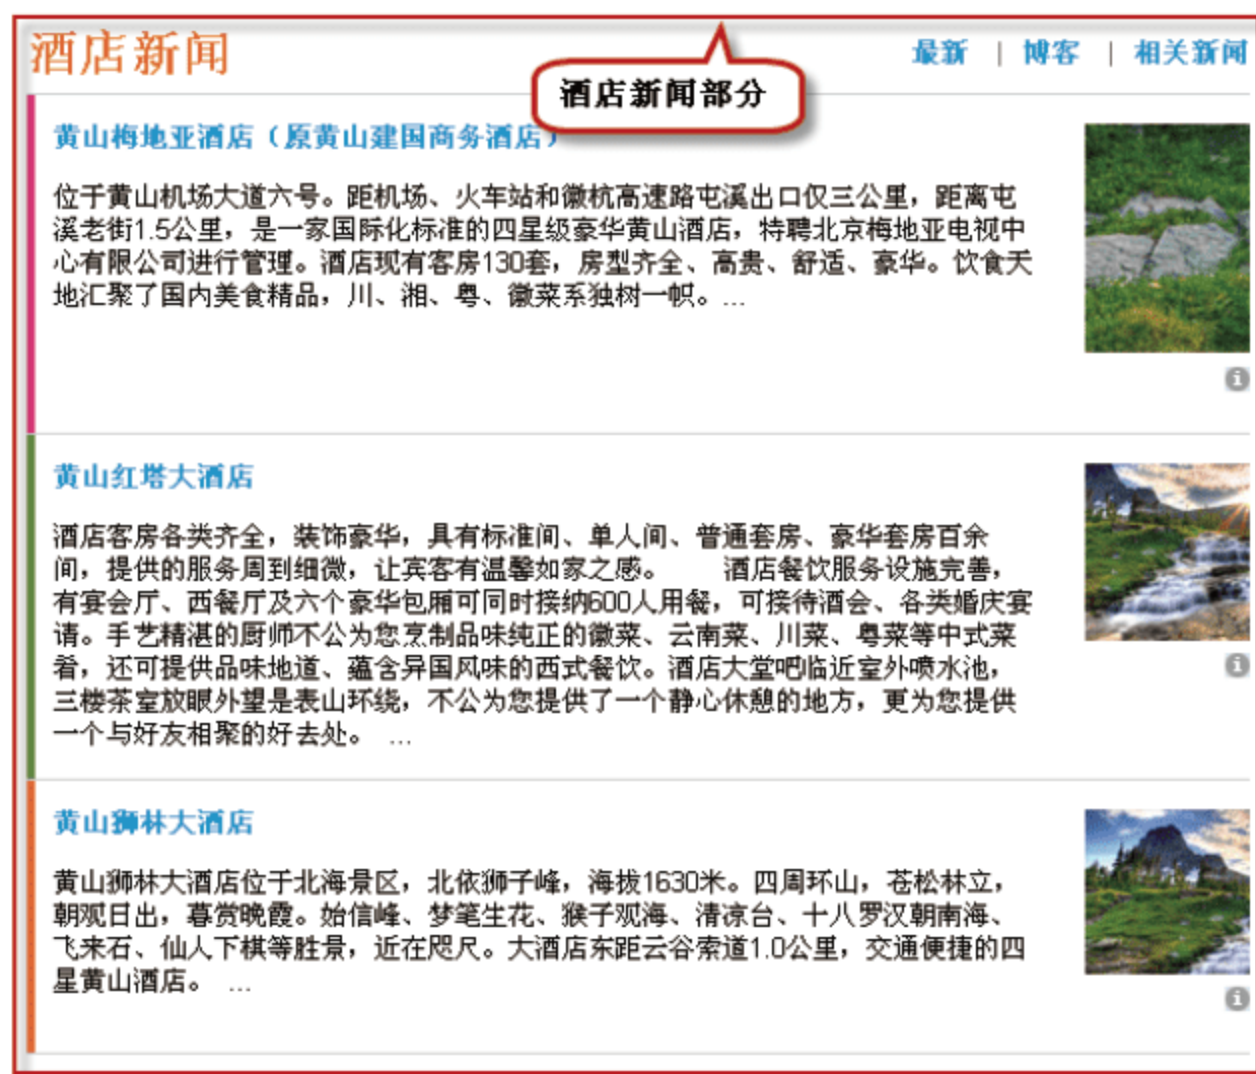 酒店新闻
最新 | 博客 | 相关新闻
酒店新闻部分
黄山梅地亚酒店（原黄山建国商务酒店）
位于黄山机场大道六号。距机场、火车站和徽杭高速路屯溪出口仅三公里，距离屯
溪老街1.5公里，是一家国际化标准的四星级豪华黄山酒店，特聘北京梅地亚电视中
心有限公司进行管理。酒店现有客房130套，房型齐全、高贵、舒适、豪华。饮食天
地汇聚了国内美食精品，川、湘、粤、徽菜系独树一帜。...
黄山红塔大酒店
酒店客房各类齐全，装饰豪华，具有标准间、单人间、普通套房、豪华套房百余
间，提供的服务周到细微，让宾客有温馨如家之感。　　酒店餐饮服务设施完善，
有宴会厅、西餐厅及六个豪华包厢可同时接纳600人用餐，可接待酒会、各类婚庆宴
请。手艺精湛的厨师不公为您烹制品味纯正的徽菜、云南菜、川菜、粤菜等中式菜
肴，还可提供品味地道、蕴含异国风味的西式餐饮。酒店大堂吧临近室外喷水池，
三楼茶室放眼外望是表山环绕，不公为您提供了一个静心休憩的地方，更为您提供
一个与好友相聚的好去处。 ...
黄山狮林大酒店
黄山狮林大酒店位于北海景区，北依狮子峰，海拨1630米。四周环山，苍松林立，
朝观日出，暮赏晚霞。始信峰、梦笔生花、猴子观海、清凉台、十八罗汉朝南海、
飞来石、仙人下棋等胜景，近在咫尺。大酒店东距云谷索道1.0公里，交通便捷的四
星黄山酒店。 ...